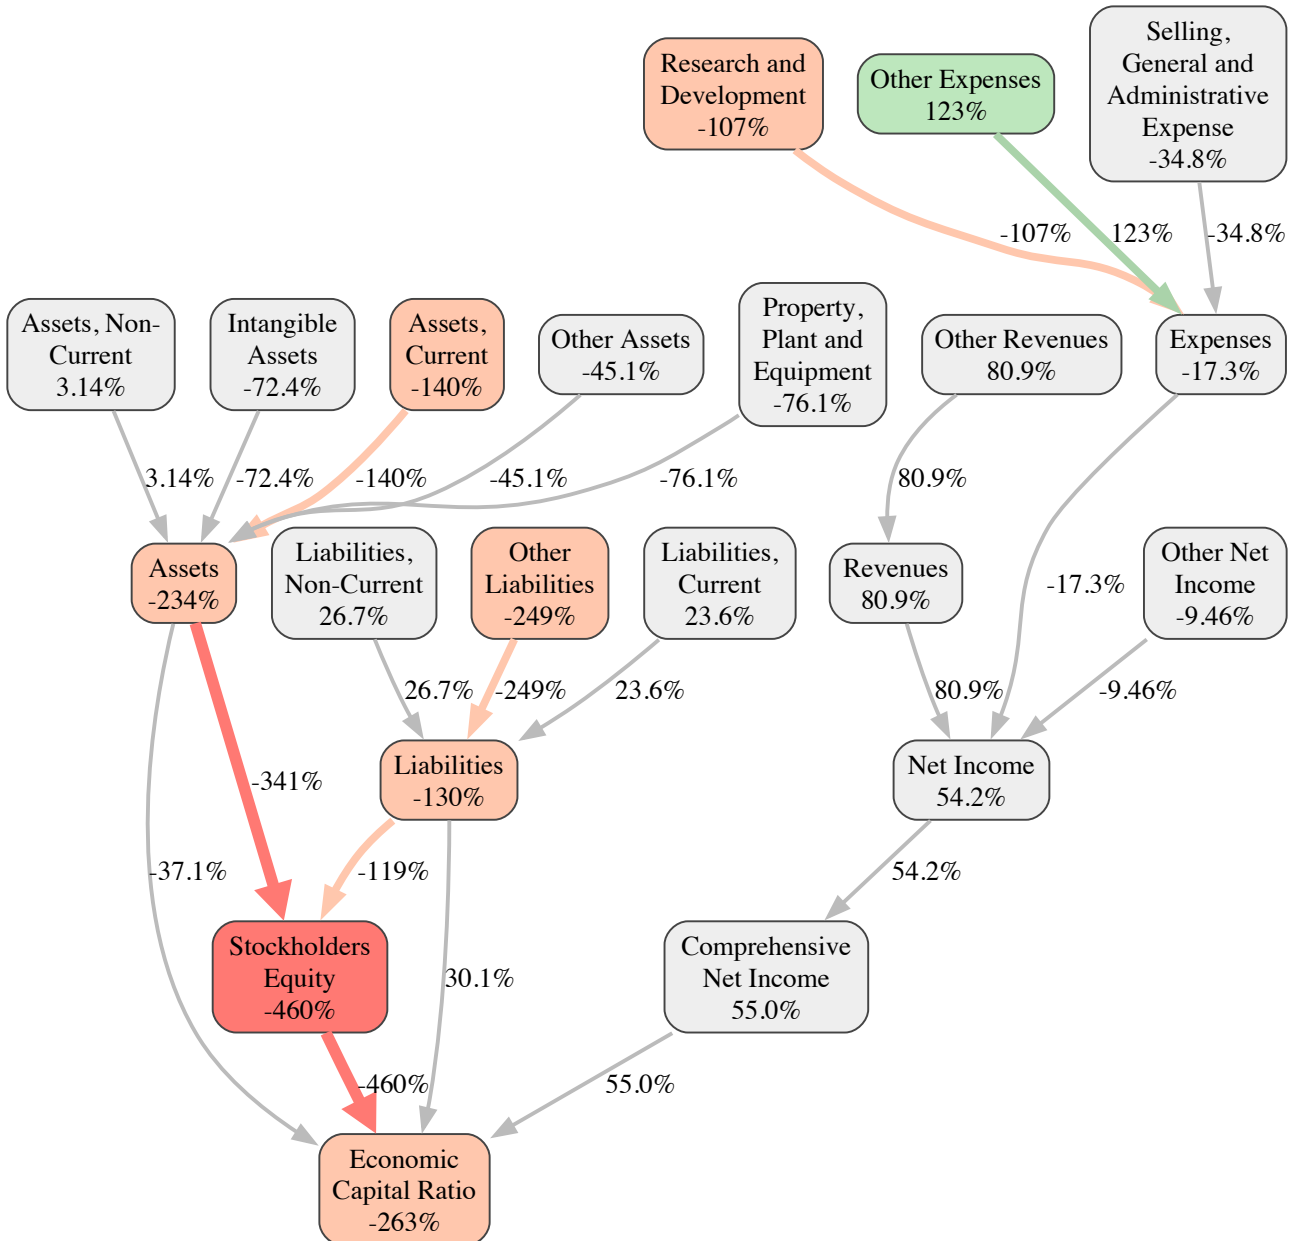 Research and
Development
-107%
Other Expenses
123%
Selling,
General and
Administrative
Expense
-34.8%
-107%
123%
-34.8%
Assets, Non-
Current
3.14%
Intangible
Assets
-72.4%
Assets,
Current
-140%
Other Assets
-45.1%
Property,
Plant and
Equipment
-76.1%
Other Revenues
80.9%
Expenses
-17.3%
3.14%
-72.4%
-140%
-45.1%
-76.1%
80.9%
Assets
-234%
Liabilities,
Non-Current
26.7%
Other
Liabilities
-249%
Liabilities,
Current
23.6%
Revenues
80.9%
-17.3%
Other Net
Income
-9.46%
26.7%
-249%
23.6%
80.9%
-9.46%
Liabilities
-130%
Net Income
54.2%
-341%
-37.1%
-119%
54.2%
Stockholders
Equity
-460%
30.1%
Comprehensive
Net Income
55.0%
-460%
55.0%
Economic
Capital Ratio
-263%